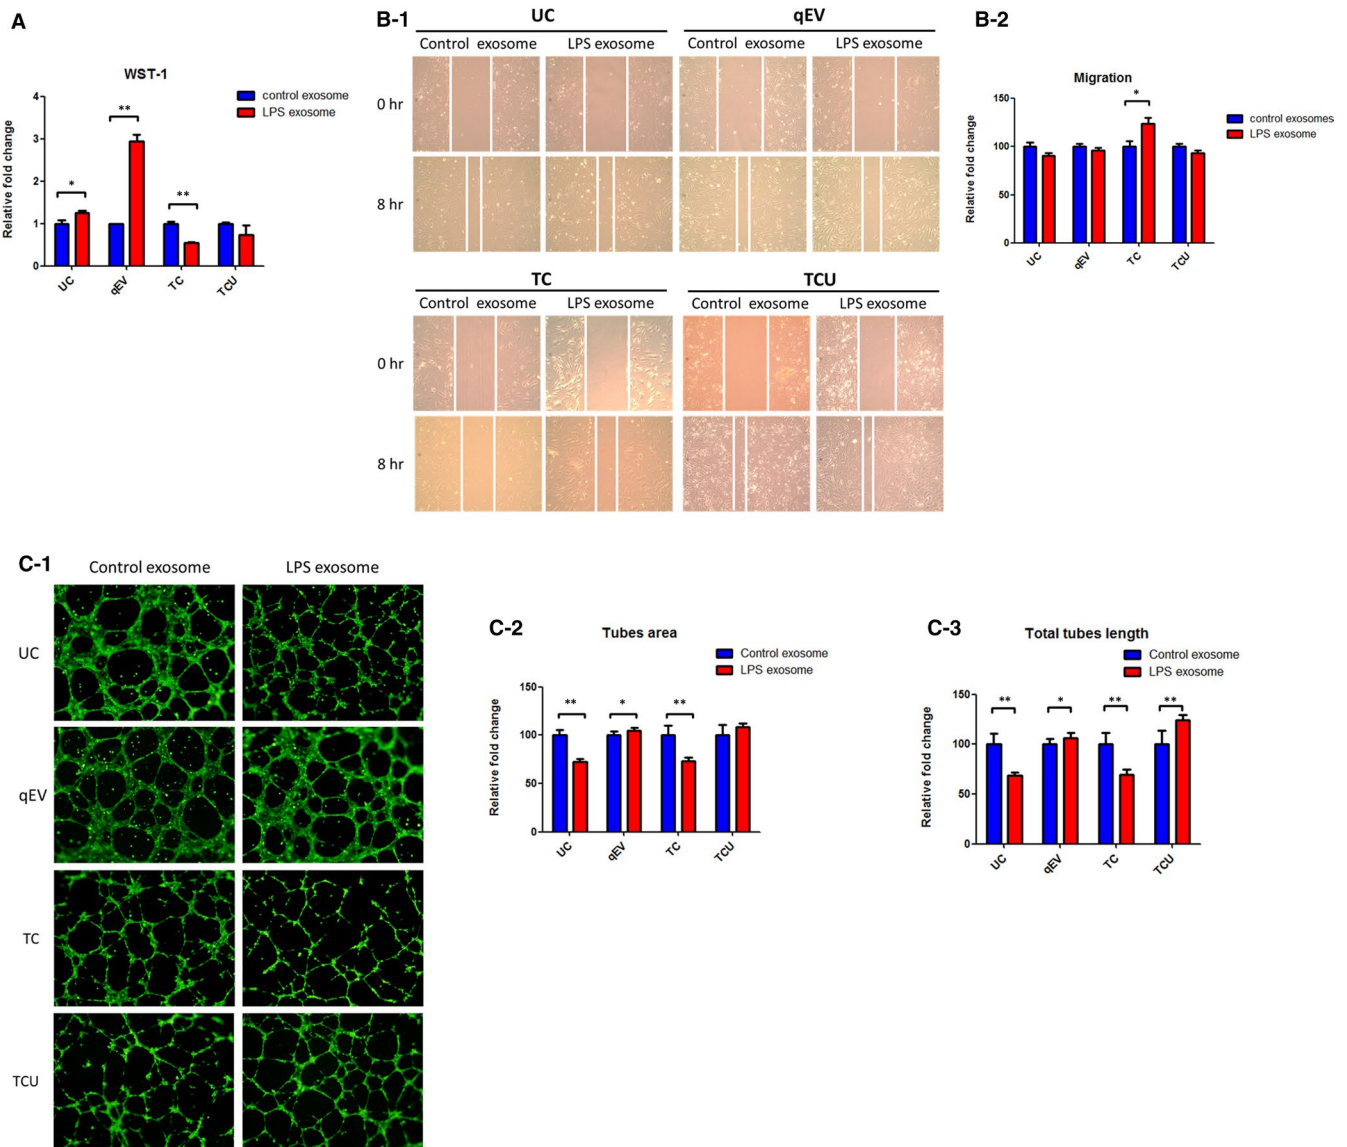 A
WST-1
control exosome
LPS exosome
Relative fold change
4
3
2
1
0
*
**
**
UC
qEV
TC
TCU
B-1
UC
qEV
Control exosome
LPS exosome
Control exosome
LPS exosome
0 hr
8 hr
TC
TCU
Control exosome
LPS exosome
Control exosome
LPS exosome
0 hr
8 hr
B-2
Migration
control exosomes
LPS exosome
Relative fold change
150
100
50
0
*
UC
qEV
TC
TCU
C-1
Control exosome
LPS exosome
UC
qEV
TC
TCU
C-2
Tubes area
Control exosome
LPS exosome
Relative fold change
150
100
50
0
**
*
**
UC
qEV
TC
TCU
C-3
Total tubes length
Control exosome
LPS exosome
Relative fold change
150
100
50
0
**
*
**
**
UC
qEV
TC
TCU